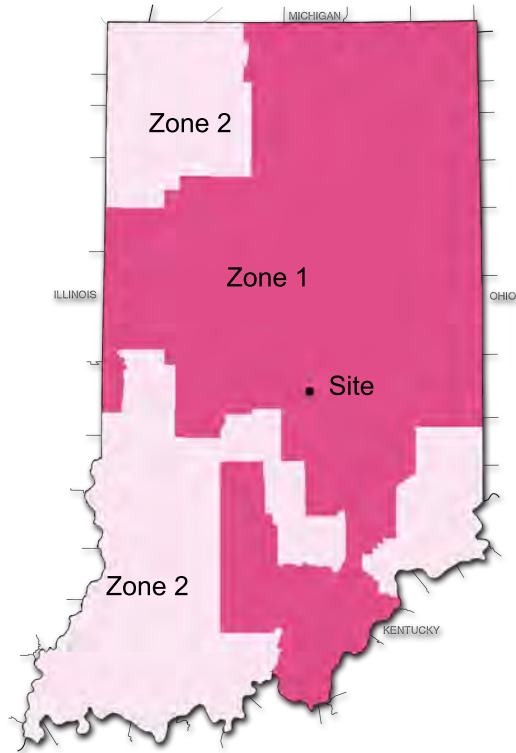 MICHIGAN
Zone 2
Zone 1
ILLINOIS
OHIO
Site
Zone 2
KENTUCKY